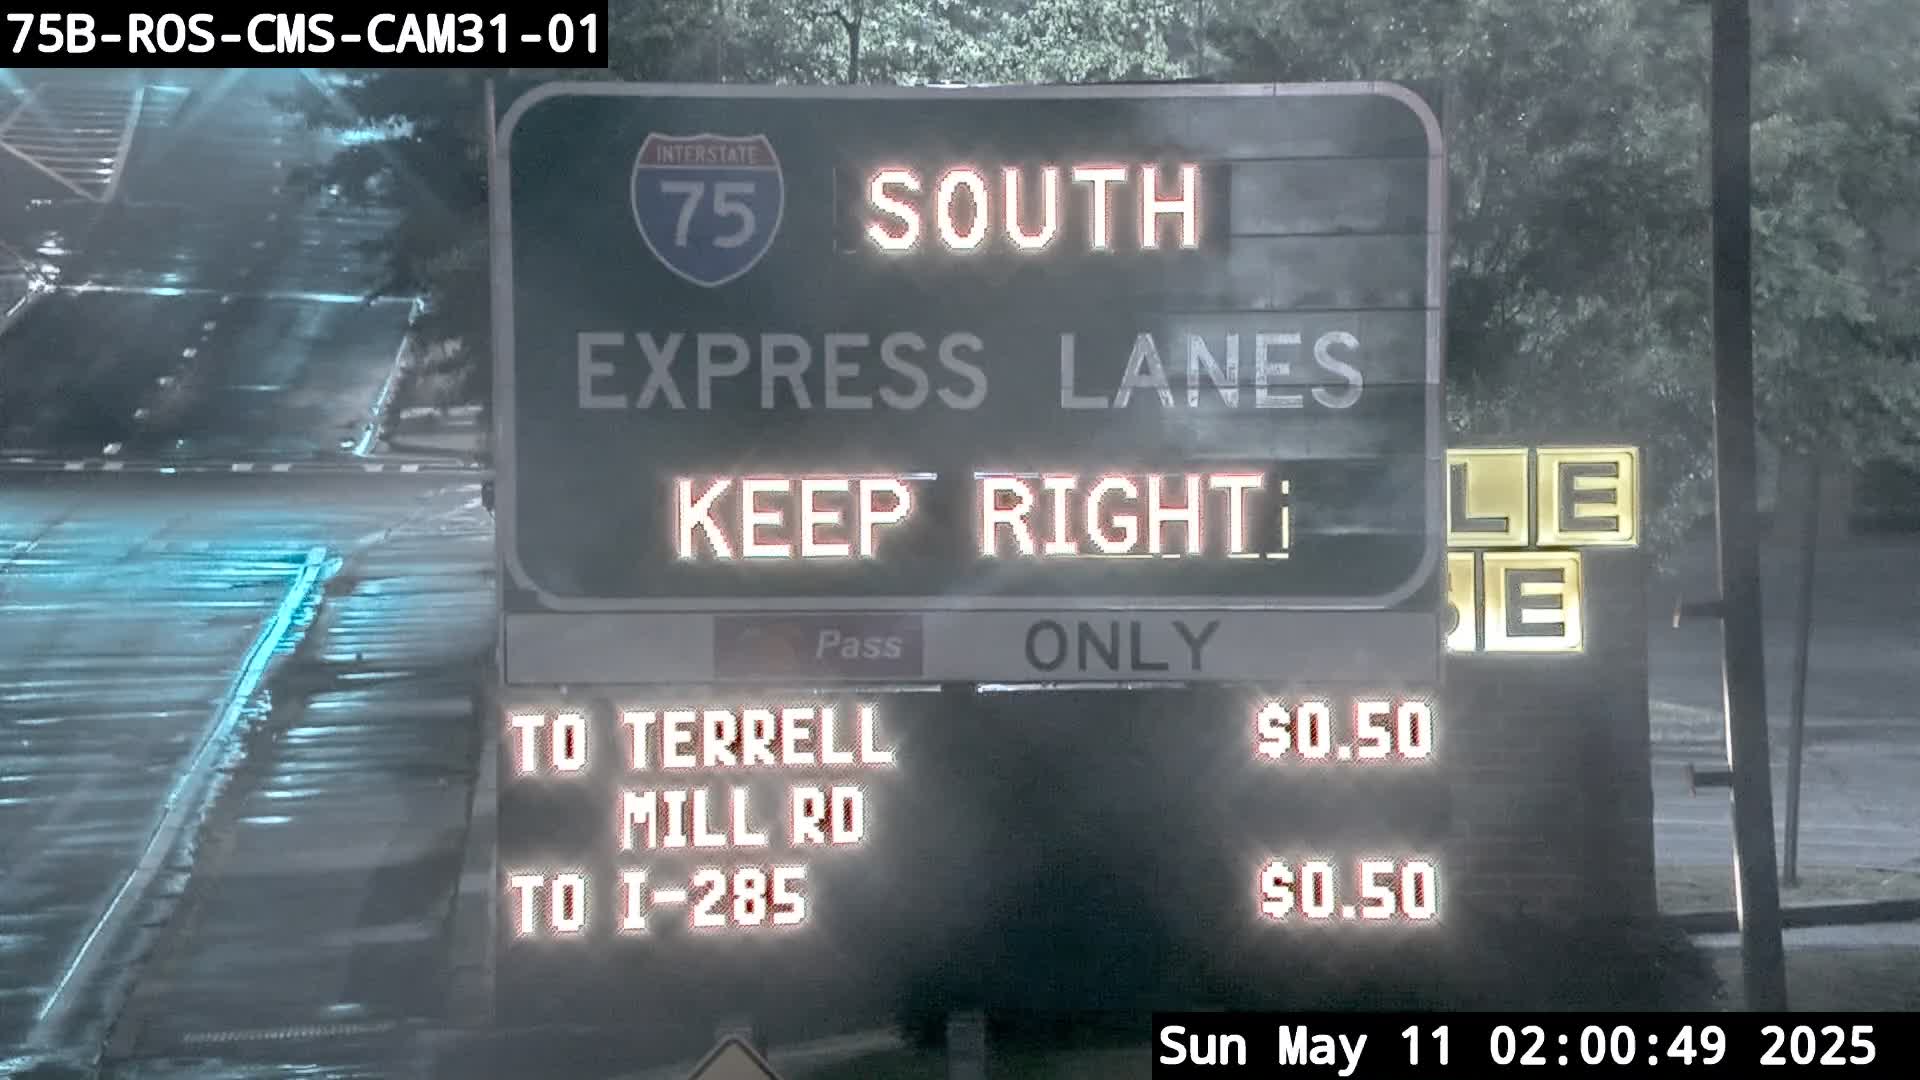 75B-ROS-CMS-CAM31-01
INTERSTATE
75
SOUTH
EXPRESS LANES
KEEP RIGHT
LE
E
Pass
ONLY
TO TERRELL $0.50
MILL RD
TO I-285 $0.50
Sun May 11 02:00:49 2025